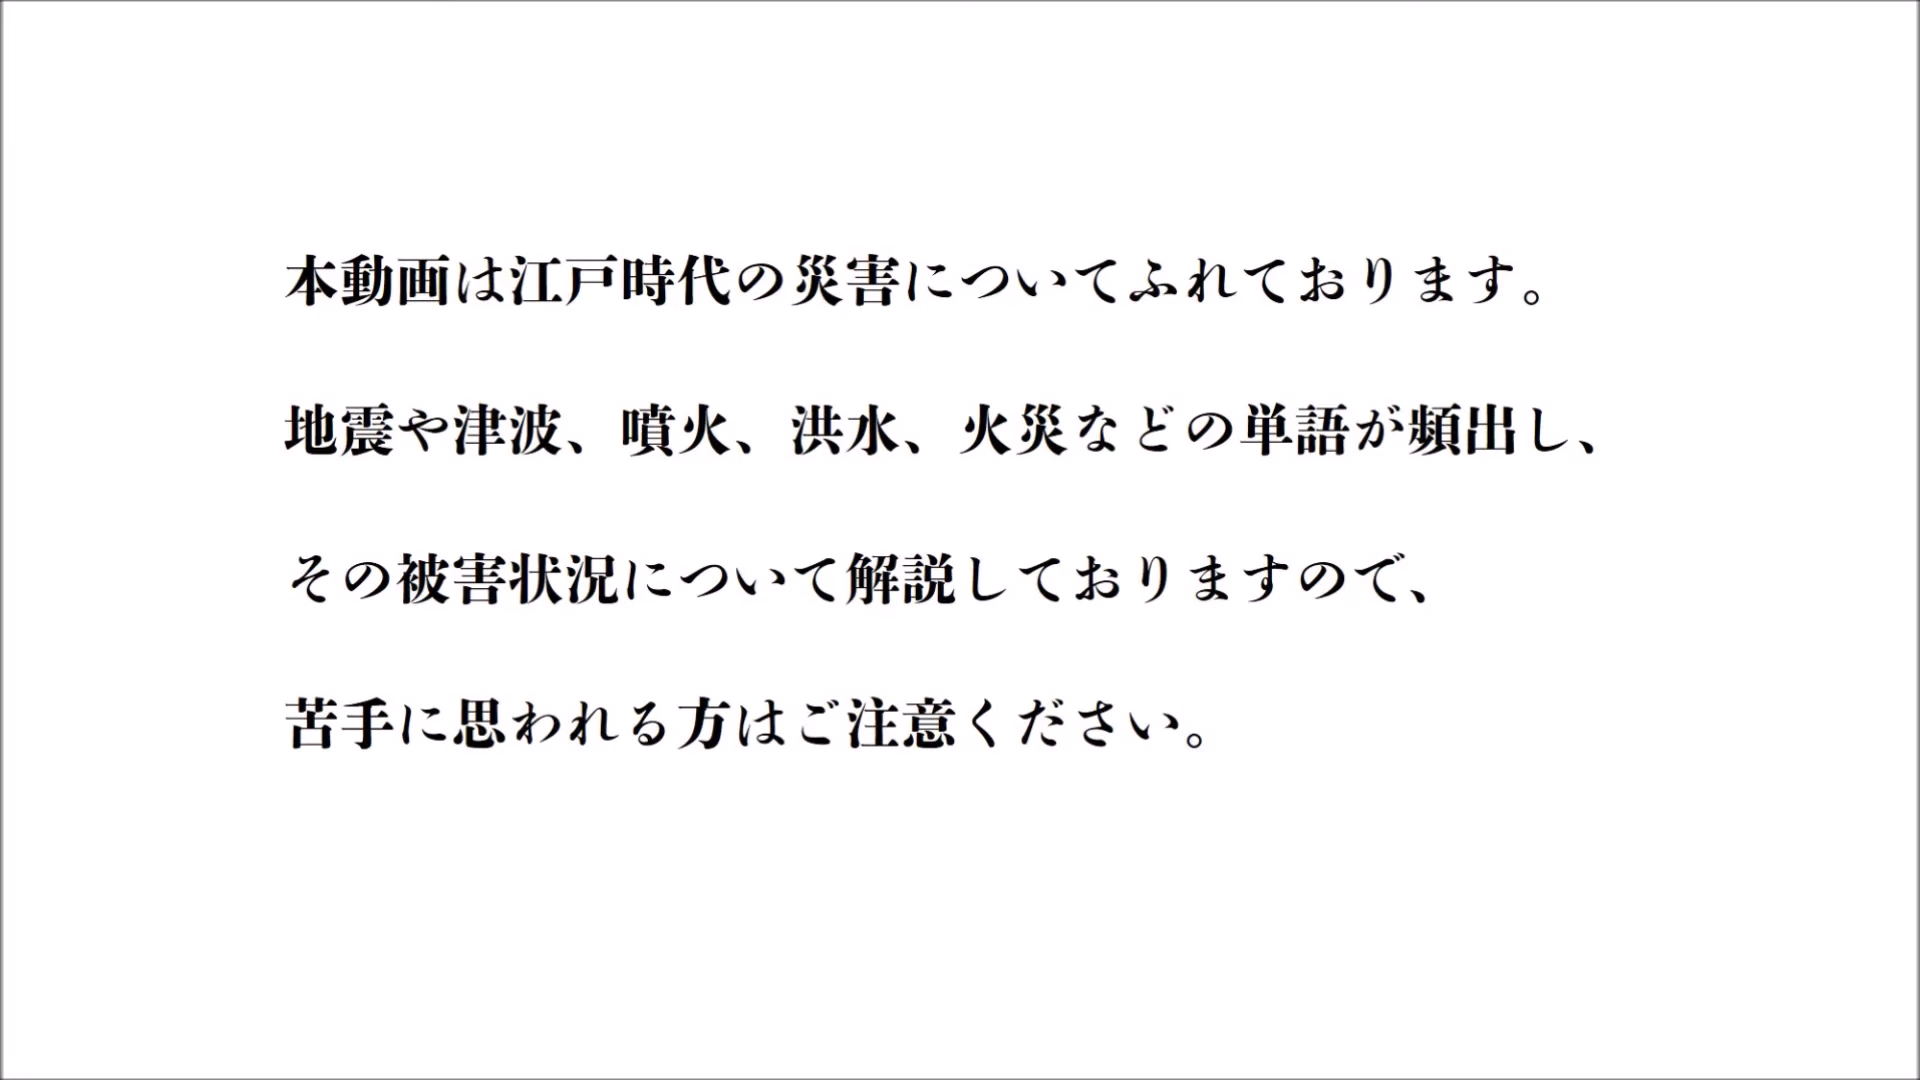 本動画は江戸時代の災害についてふれております。
地震や津波、噴火、洪水、火災などの単語が頻出し、
その被害状況について解説しておりますので、
苦手に思われる方はご注意ください。